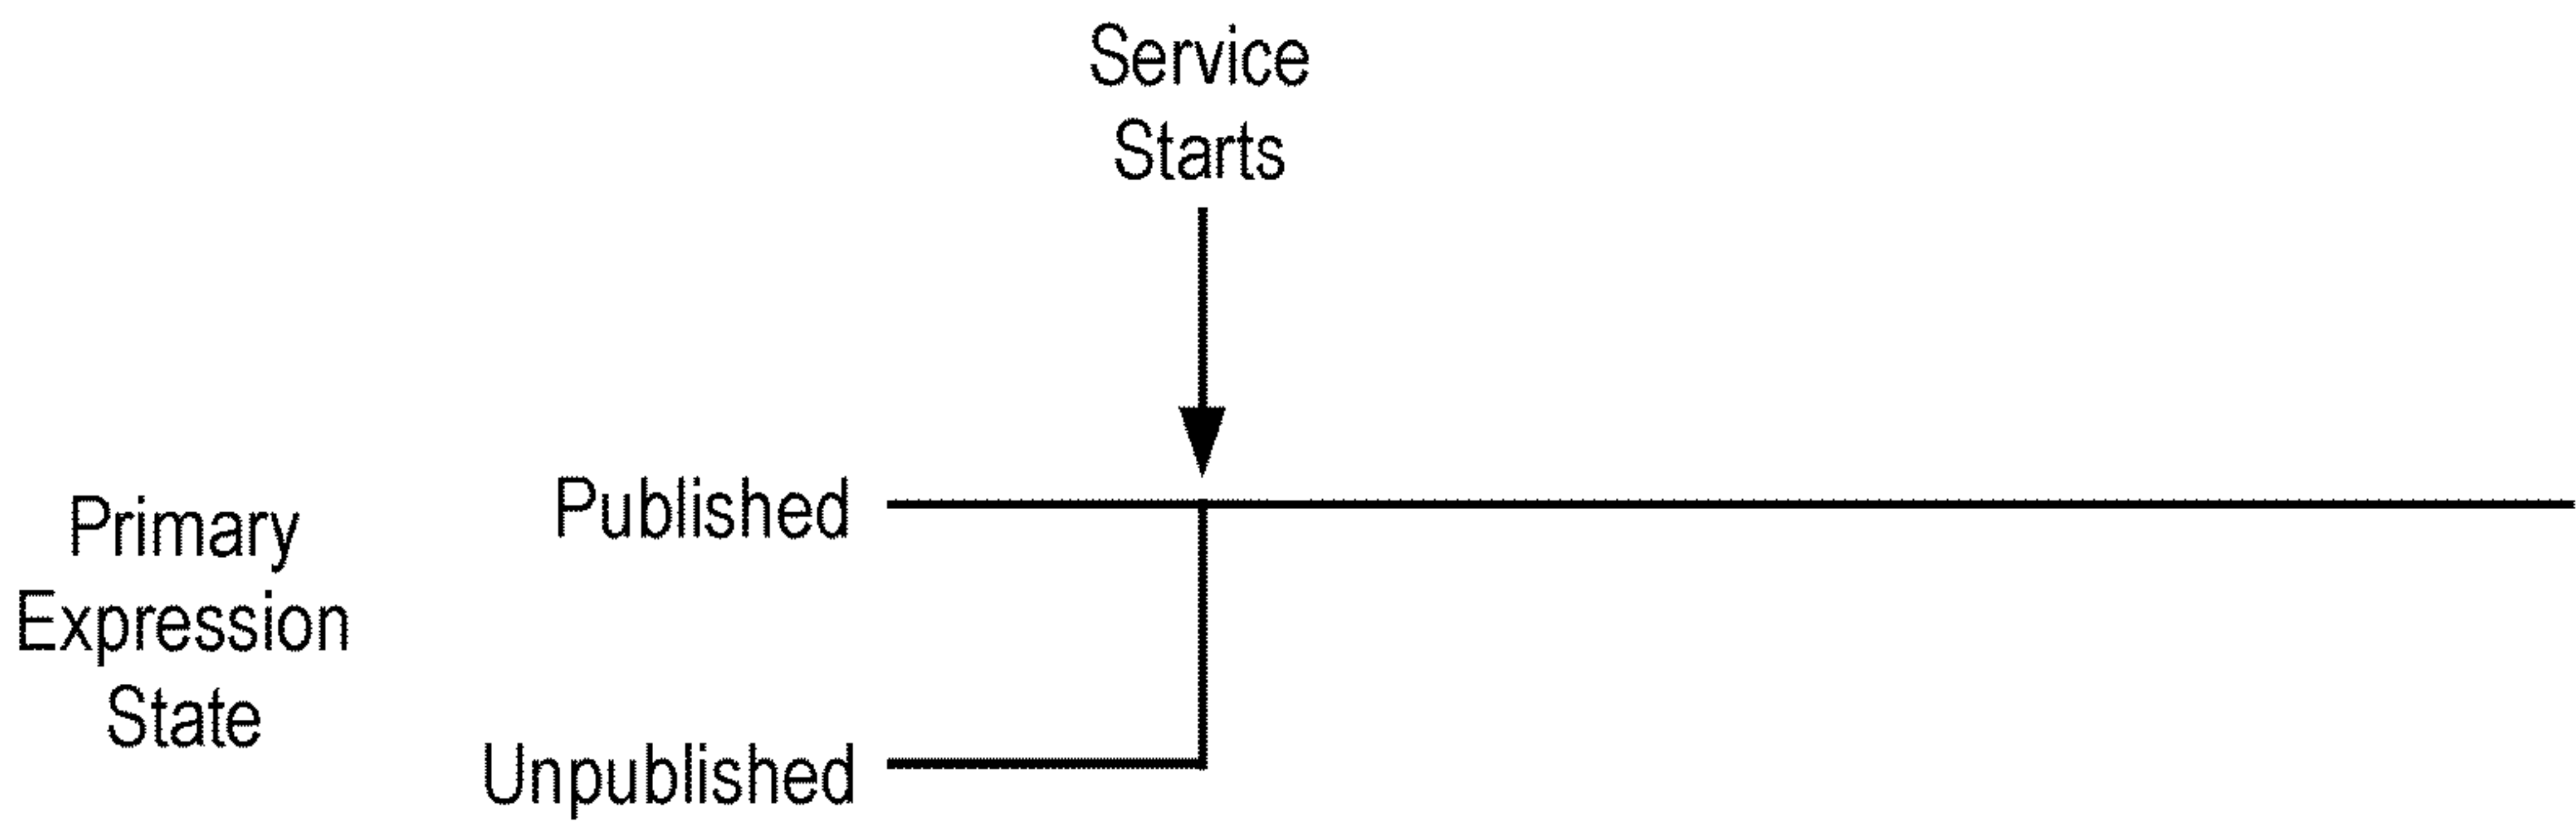 Service
Starts
Primary
Expression
State
Published
Unpublished